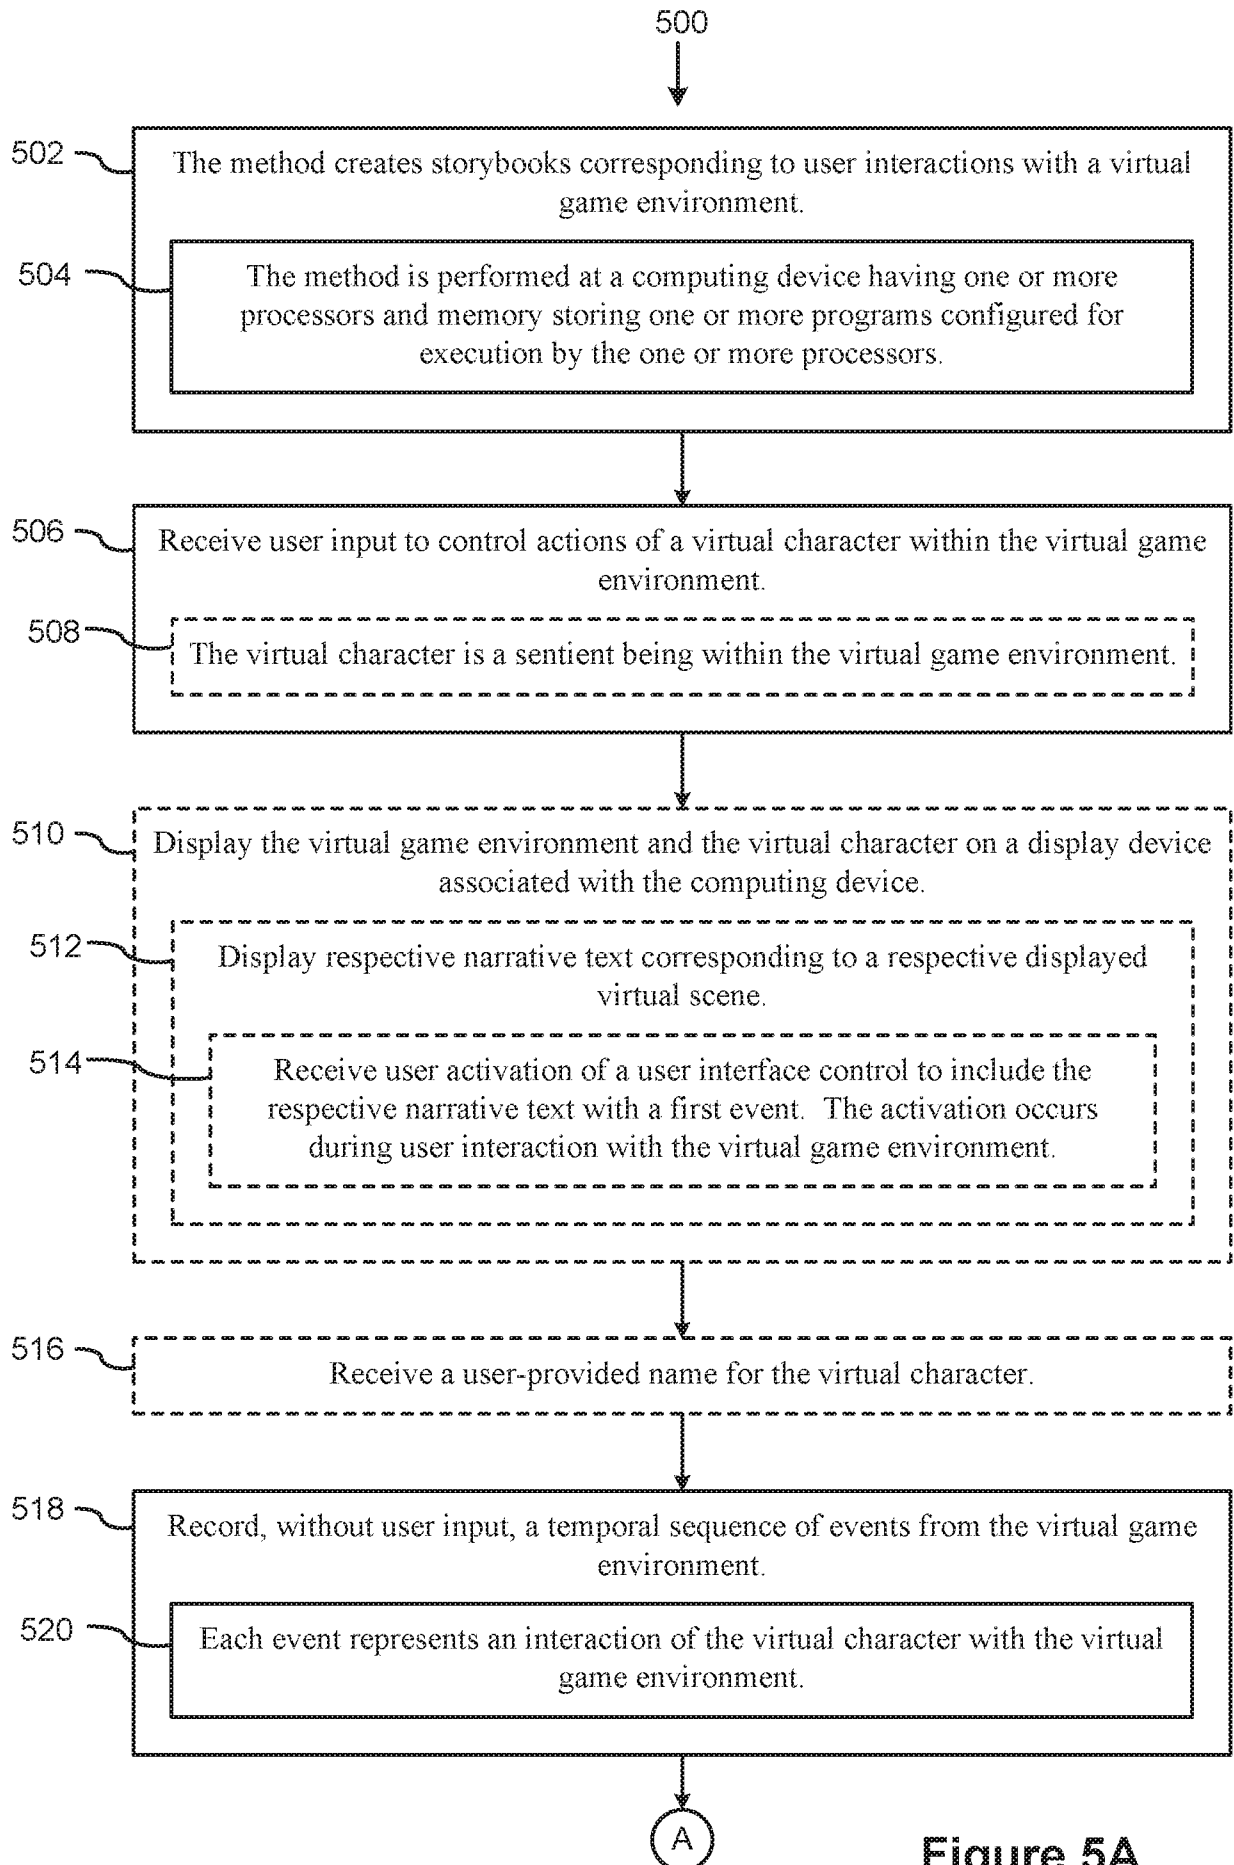 500
502
The method creates storybooks corresponding to user interactions with a virtual
game environment.
504
The method is performed at a computing device having one or more
processors and memory storing one or more programs configured for
execution by the one or more processors.
506
Receive user input to control actions of a virtual character within the virtual game
environment.
508
The virtual character is a sentient being within the virtual game environment.
510
Display the virtual game environment and the virtual character on a display device
associated with the computing device.
512
Display respective narrative text corresponding to a respective displayed
virtual scene.
514
Receive user activation of a user interface control to include the
respective narrative text with a first event.  The activation occurs
during user interaction with the virtual game environment.
516
Receive a user-provided name for the virtual character.
518
Record, without user input, a temporal sequence of events from the virtual game
environment.
520
Each event represents an interaction of the virtual character with the virtual
game environment.
A
Figure 5A